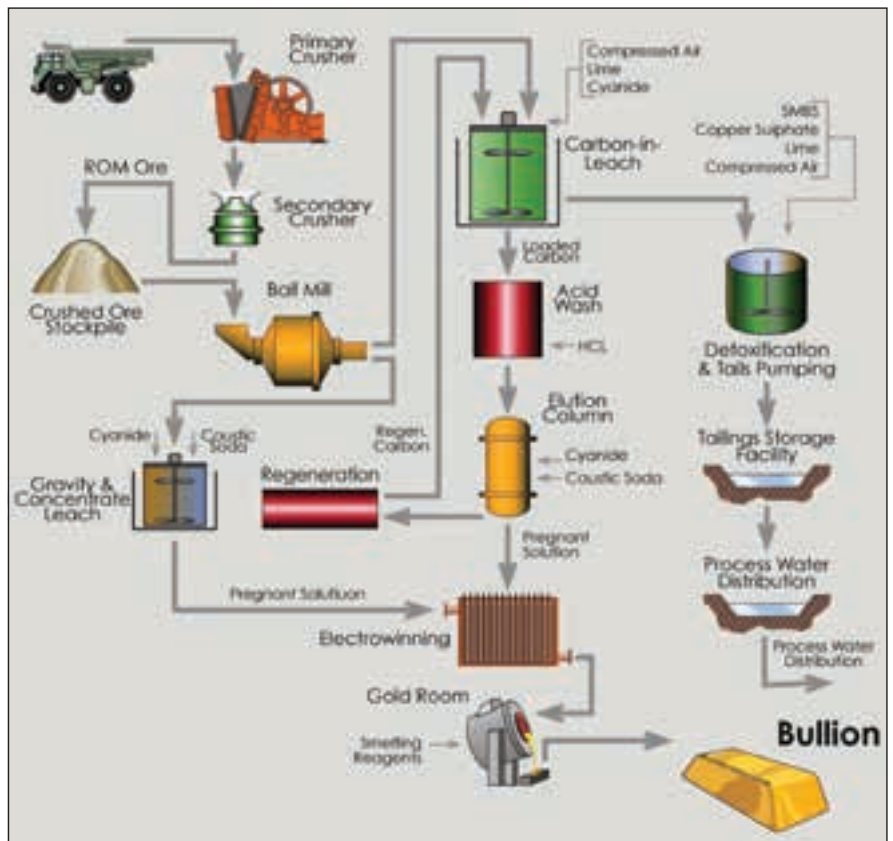 Primary
Crusher
Compressed Air
Lime
Cyanide
SMBS
Copper Sulphate
Lime
Compressed Air
Carbon-in-
Leach
ROM Ore
Secondary
Crusher
Loaded
Carbon
Ball Mill
Acid
Wash
Crushed Ore
Stockpile
HCL
Detoxification
& Tails Pumping
Elution
Column
Cyanide
Caustic
Soda
Regen.
Carbon
Tailings Storage
Facility
Cyanide
Caustic Soda
Gravity &
Concentrate
Leach
Regeneration
Pregnant
Solution
Process Water
Distribution
Pregnant Salutluon
Electrowinning
Process Water
Distribution
Gold Room
Smelting
Reagents
Bullion